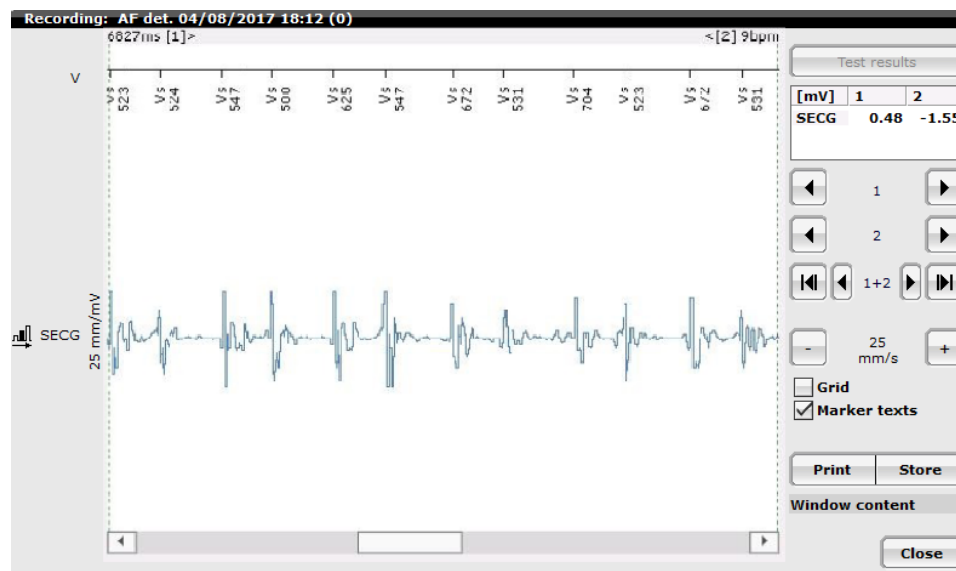 Recording: AF det. 04/08/2017 18:12 (0)
6827ms [1]>
<[2] 9bpm
V
Vs 523
Vs 524
Vs 547
Vs 500
Vs 625
Vs 547
Vs 672
Vs 531
Vs 704
Vs 523
Vs 672
Vs 531
SECG
25 mm/mV
Test results
[mV] 1 2
SECG 0.48 -1.55
1
2
1+2
-
25
mm/s
+
Grid
Marker texts
Print
Store
Window content
Close